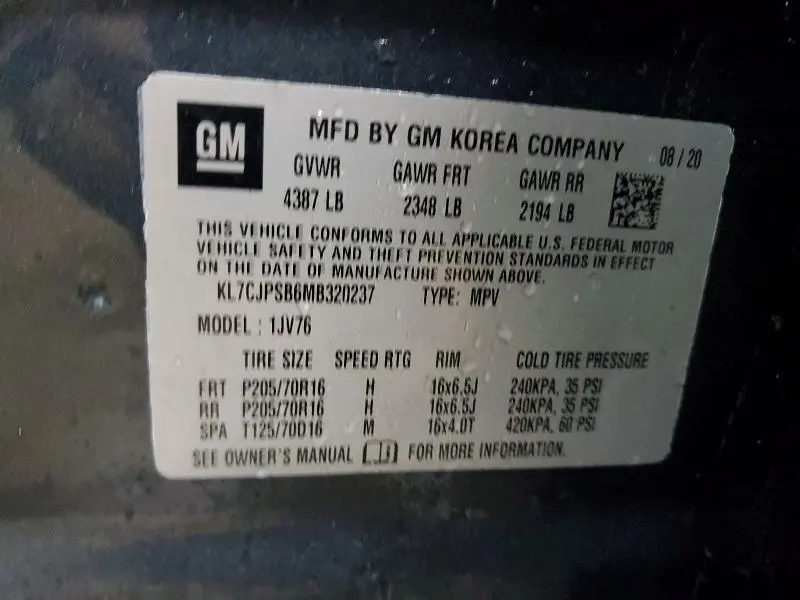 GM MFD BY GM KOREA COMPANY 08/20
GVWR GAWR FRT GAWR RR
4387 LB 2348 LB 2194 LB
THIS VEHICLE CONFORMS TO ALL APPLICABLE U.S. FEDERAL MOTOR
VEHICLE SAFETY AND THEFT PREVENTION STANDARDS IN EFFECT
ON THE DATE OF MANUFACTURE SHOWN ABOVE.
KL7CJPSB6MB320237 TYPE: MPV
MODEL : 1JV76
TIRE SIZE SPEED RTG RIM COLD TIRE PRESSURE
FRT P205/70R16 H 16x6.5J 240KPA, 35 PSI
RR P205/70R16 H 16x6.5J 240KPA, 35 PSI
SPA T125/70D16 M 16x4.0T 420KPA, 60 PSI
SEE OWNER'S MANUAL FOR MORE INFORMATION.